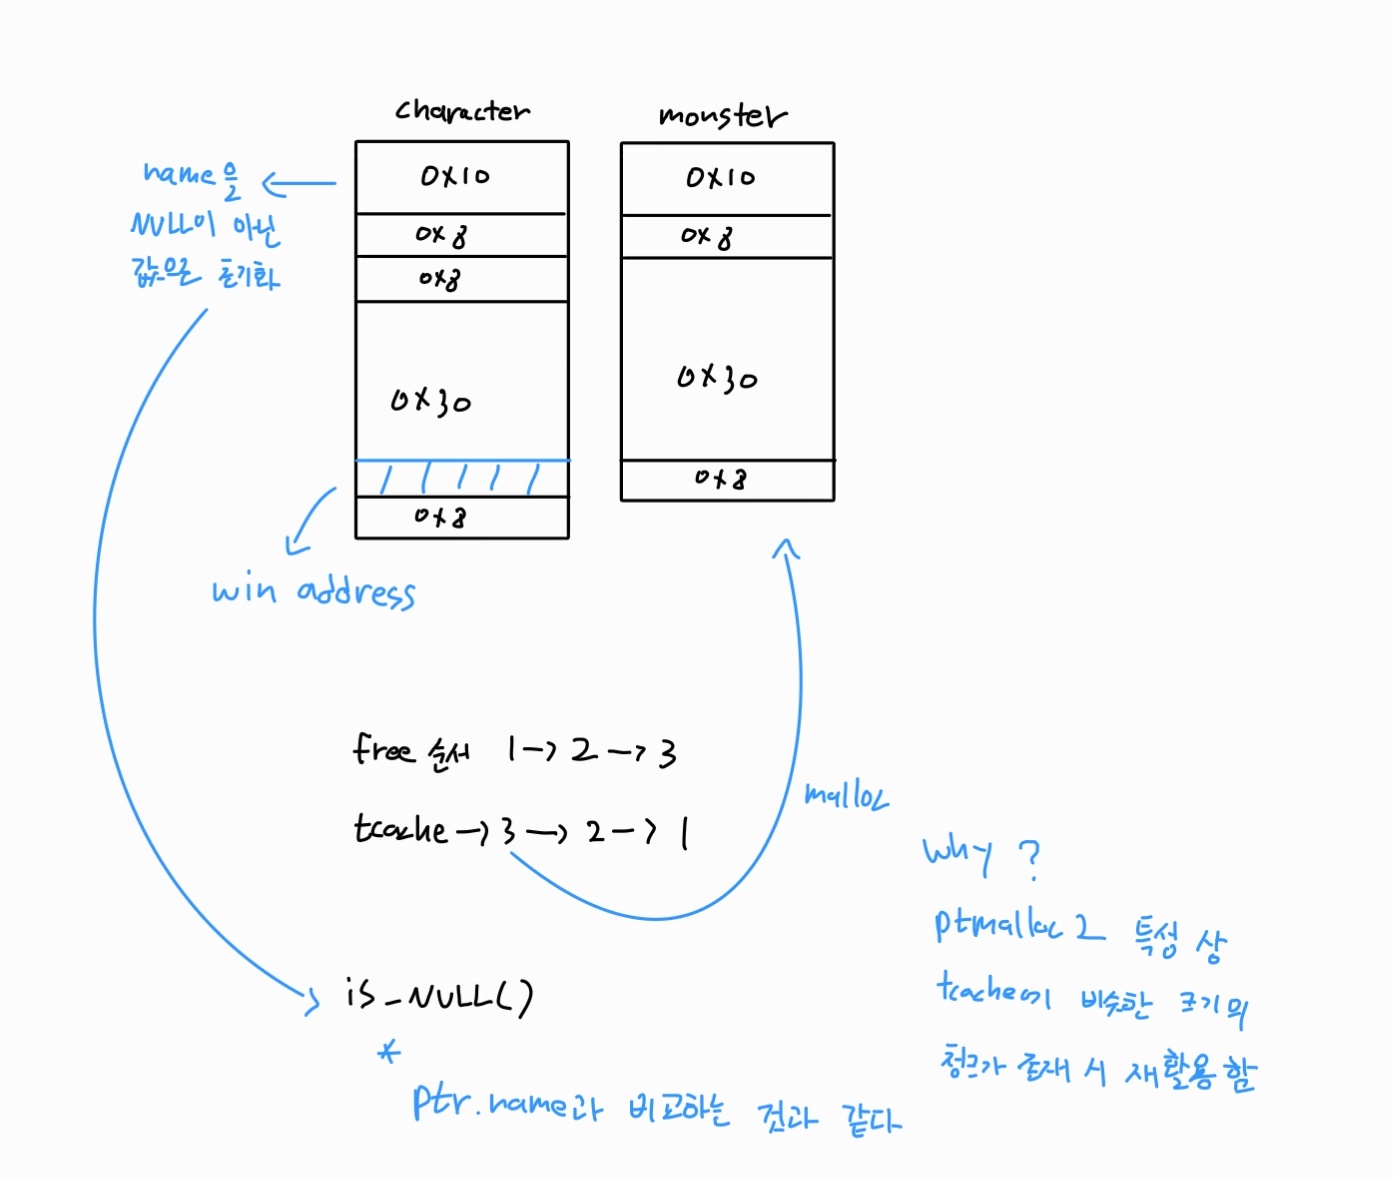 character
0x10
0x8
0x8
0x30
0x8
monster
0x10
0x8
0x30
0x8
name을
NULL이 아닌
값으로 초기화
win address
free 순서 1->2->3
tcache->3->2->1
malloc
is_NULL()
*
ptr.name과 비교하는 것과 같다
why?
ptmalloc2 특성 상
tcache에 비슷한 크기의
청크가 존재 시 재활용 함